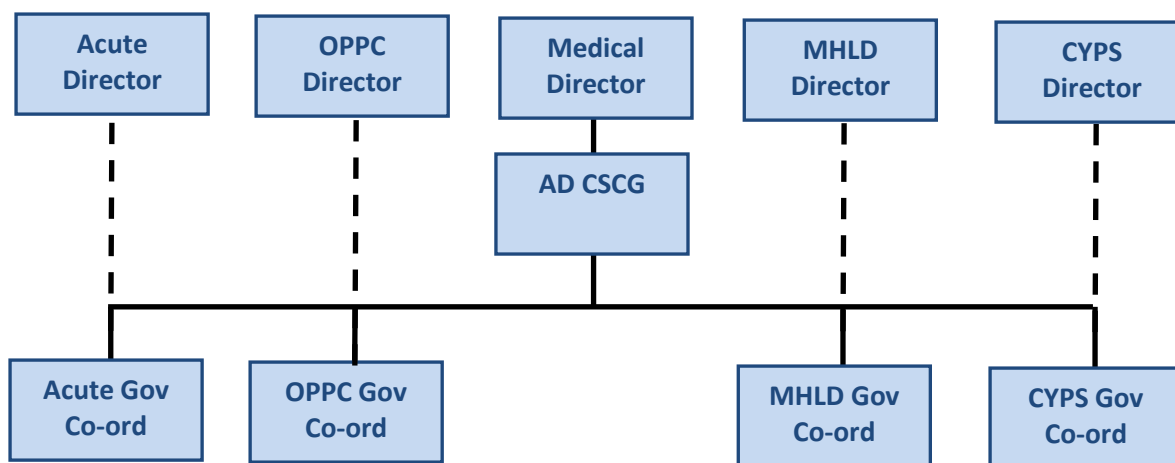 Acute
Director
OPPC
Director
Medical
Director
MHLD
Director
CYPS
Director
AD CSCG
Acute Gov
Co-ord
OPPC Gov
Co-ord
MHLD Gov
Co-ord
CYPS Gov
Co-ord